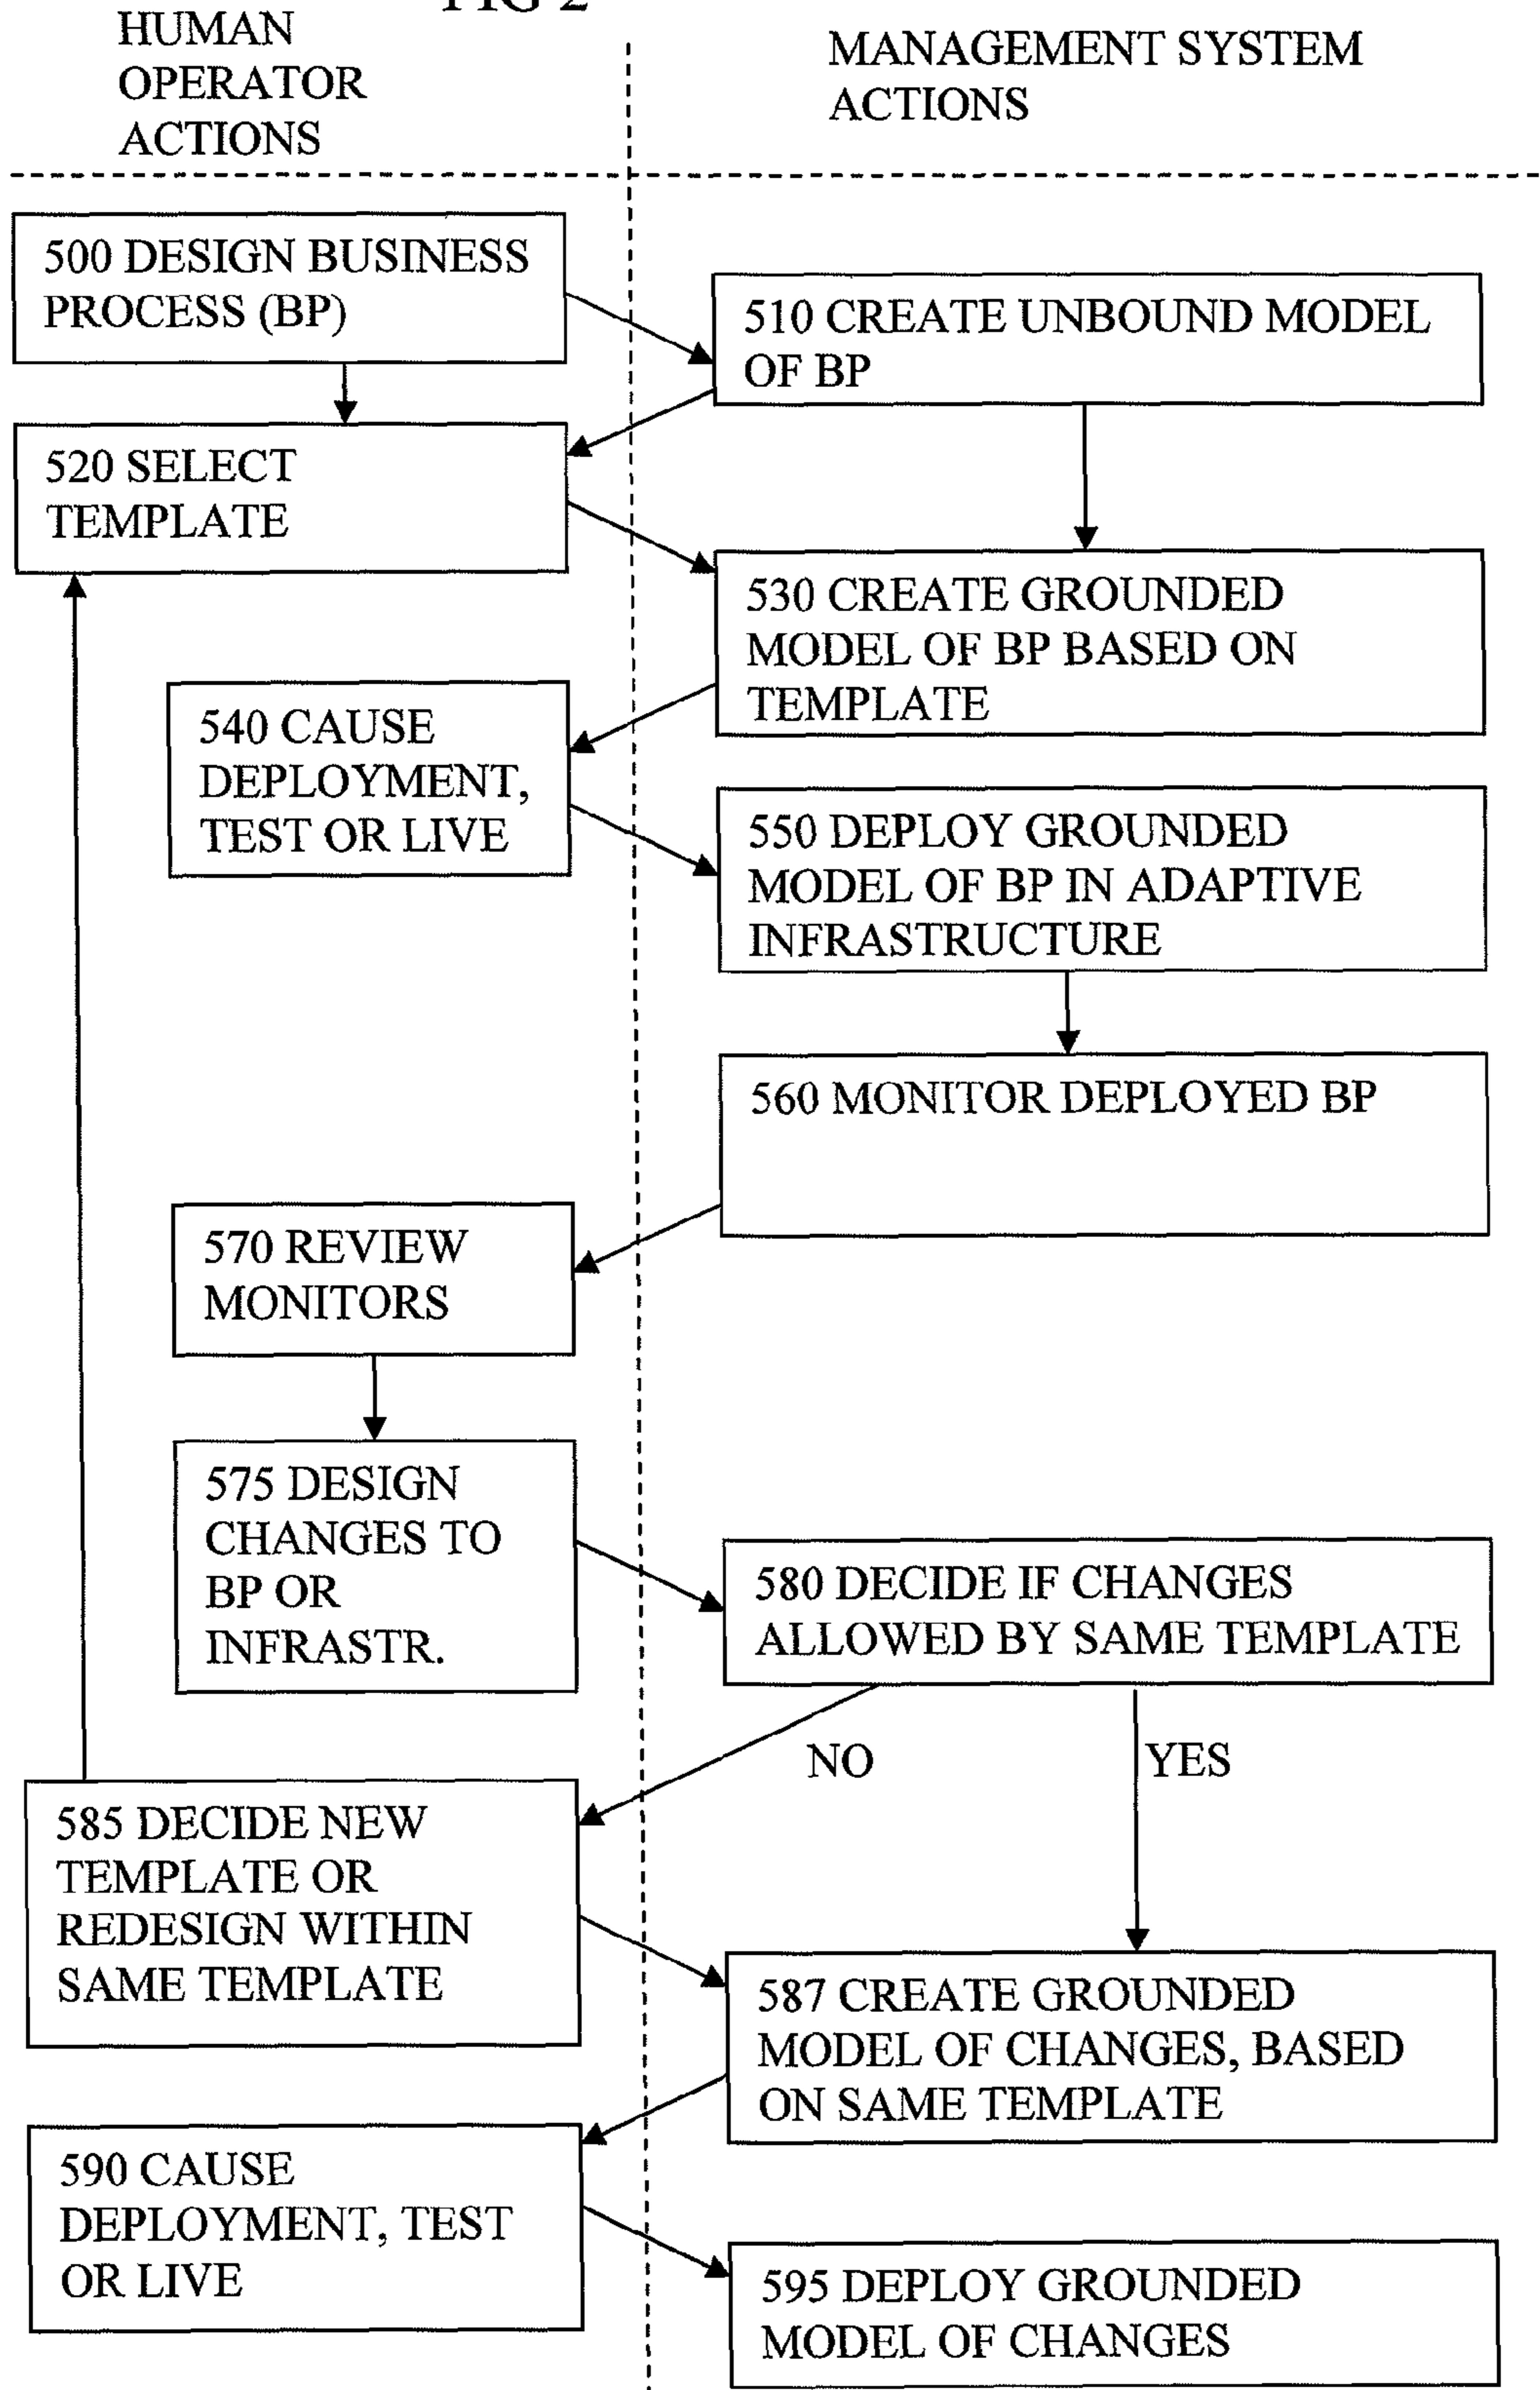 FIG 2
HUMAN
OPERATOR
ACTIONS
MANAGEMENT SYSTEM
ACTIONS
500 DESIGN BUSINESS
PROCESS (BP)
510 CREATE UNBOUND MODEL
OF BP
520 SELECT
TEMPLATE
530 CREATE GROUNDED
MODEL OF BP BASED ON
TEMPLATE
540 CAUSE
DEPLOYMENT,
TEST OR LIVE
550 DEPLOY GROUNDED
MODEL OF BP IN ADAPTIVE
INFRASTRUCTURE
560 MONITOR DEPLOYED BP
570 REVIEW
MONITORS
575 DESIGN
CHANGES TO
BP OR
INFRASTR.
580 DECIDE IF CHANGES
ALLOWED BY SAME TEMPLATE
NO
YES
585 DECIDE NEW
TEMPLATE OR
REDESIGN WITHIN
SAME TEMPLATE
587 CREATE GROUNDED
MODEL OF CHANGES, BASED
ON SAME TEMPLATE
590 CAUSE
DEPLOYMENT, TEST
OR LIVE
595 DEPLOY GROUNDED
MODEL OF CHANGES